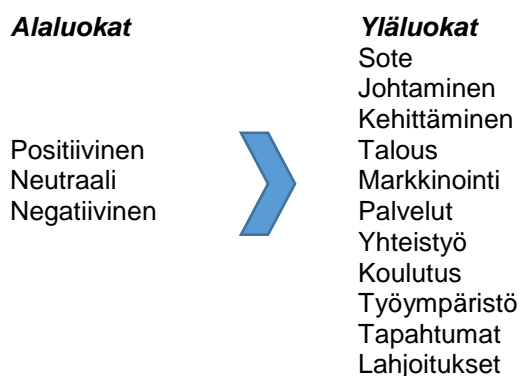 Alaluokat
Positiivinen
Neutraali
Negatiivinen
Yläluokat
Sote
Johtaminen
Kehittäminen
Talous
Markkinointi
Palvelut
Yhteistyö
Koulutus
Työympäristö
Tapahtumat
Lahjoitukset